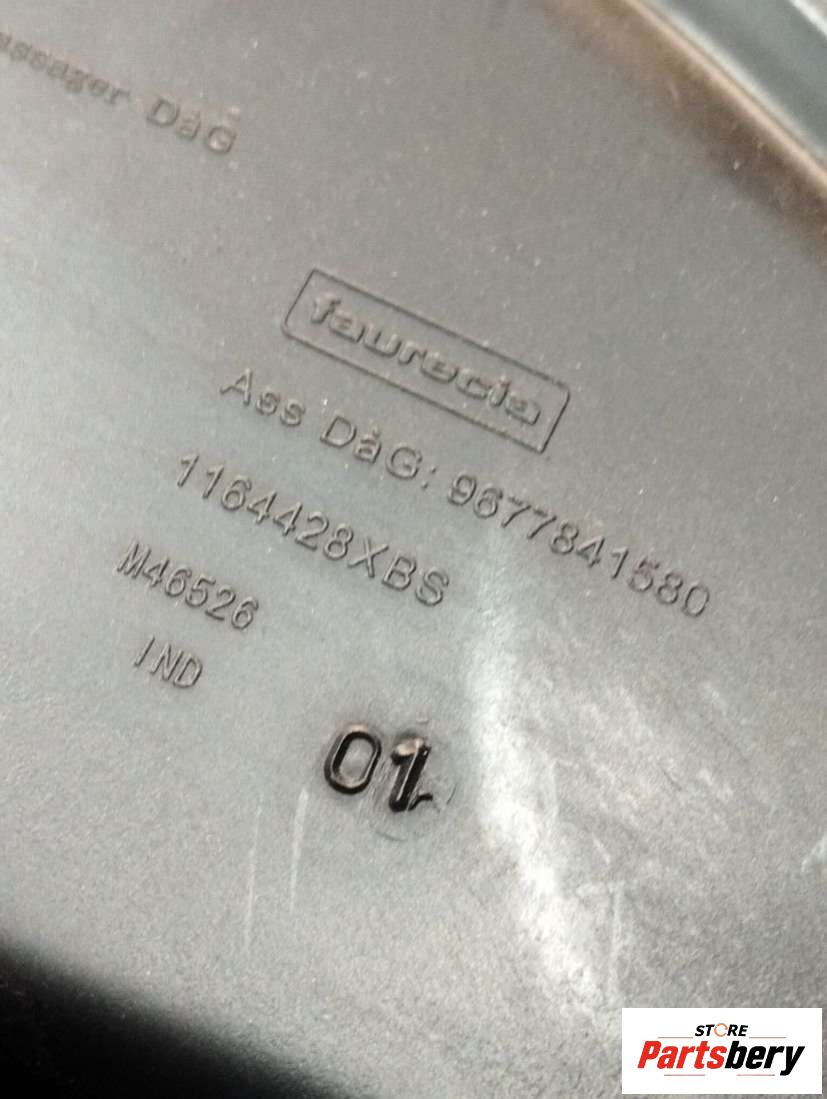 DàG
faurecia
Ass DàG: 9677841580
1164428XBS
M46526
IND
01
STORE
Partsbery